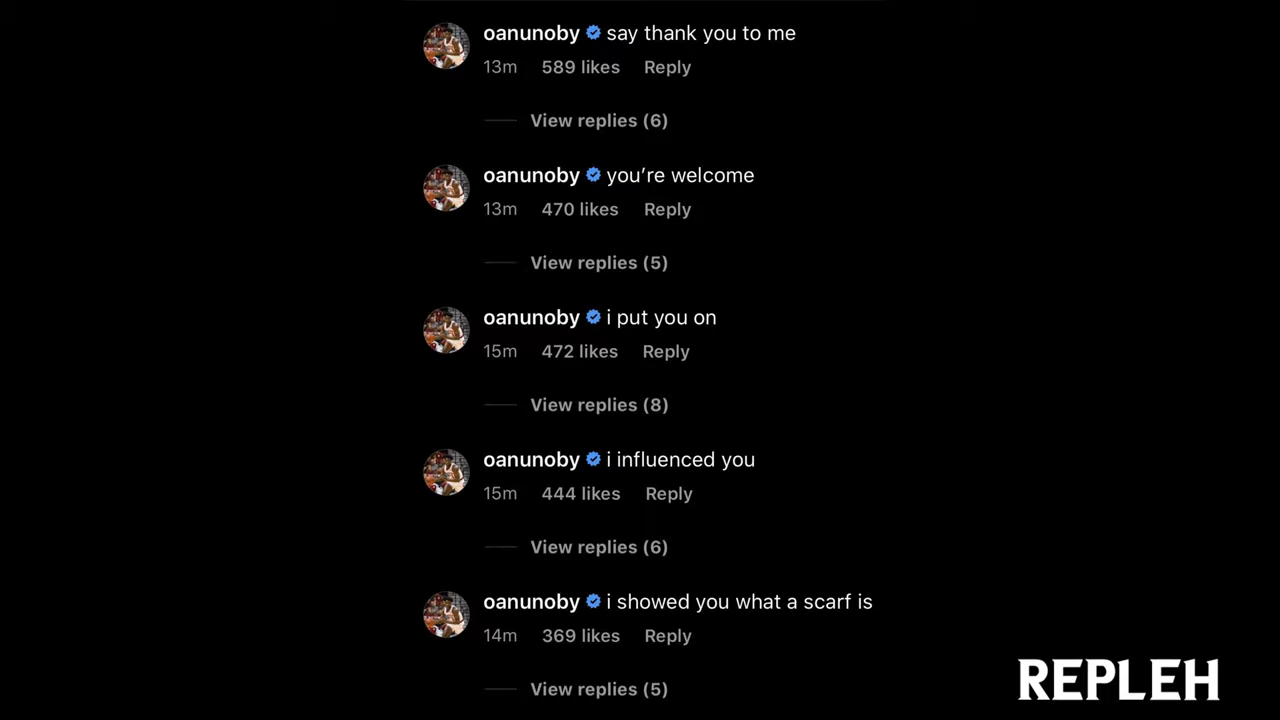 oanunoby say thank you to me
13m 589 likes Reply
View replies (6)
oanunoby you’re welcome
13m 470 likes Reply
View replies (5)
oanunoby i put you on
15m 472 likes Reply
View replies (8)
oanunoby i influenced you
15m 444 likes Reply
View replies (6)
oanunoby i showed you what a scarf is
14m 369 likes Reply
View replies (5)
REPLEH